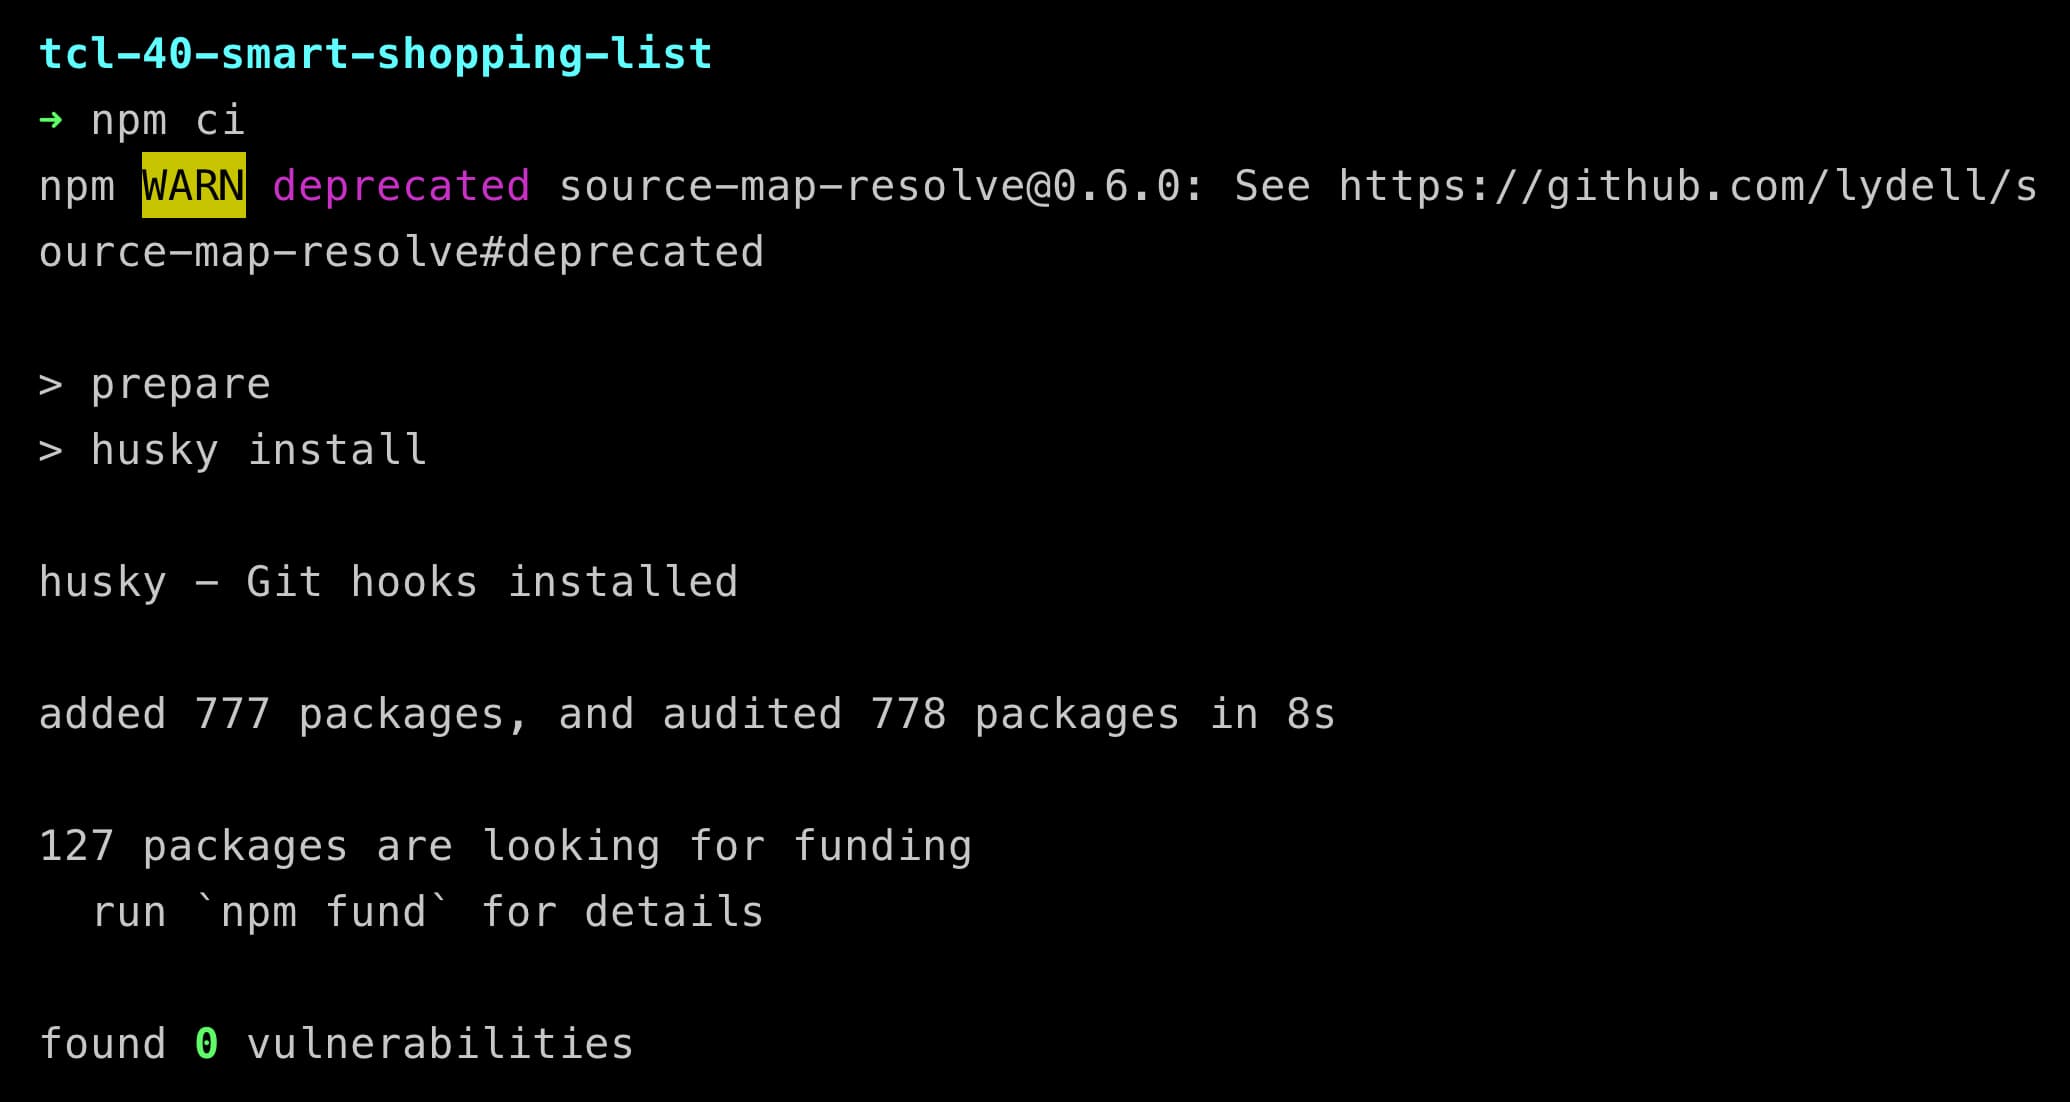 tcl-40-smart-shopping-list
➜ npm ci
npm WARN deprecated source-map-resolve@0.6.0: See https://github.com/lydell/s
ource-map-resolve#deprecated
> prepare
> husky install
husky - Git hooks installed
added 777 packages, and audited 778 packages in 8s
127 packages are looking for funding
  run `npm fund` for details
found 0 vulnerabilities